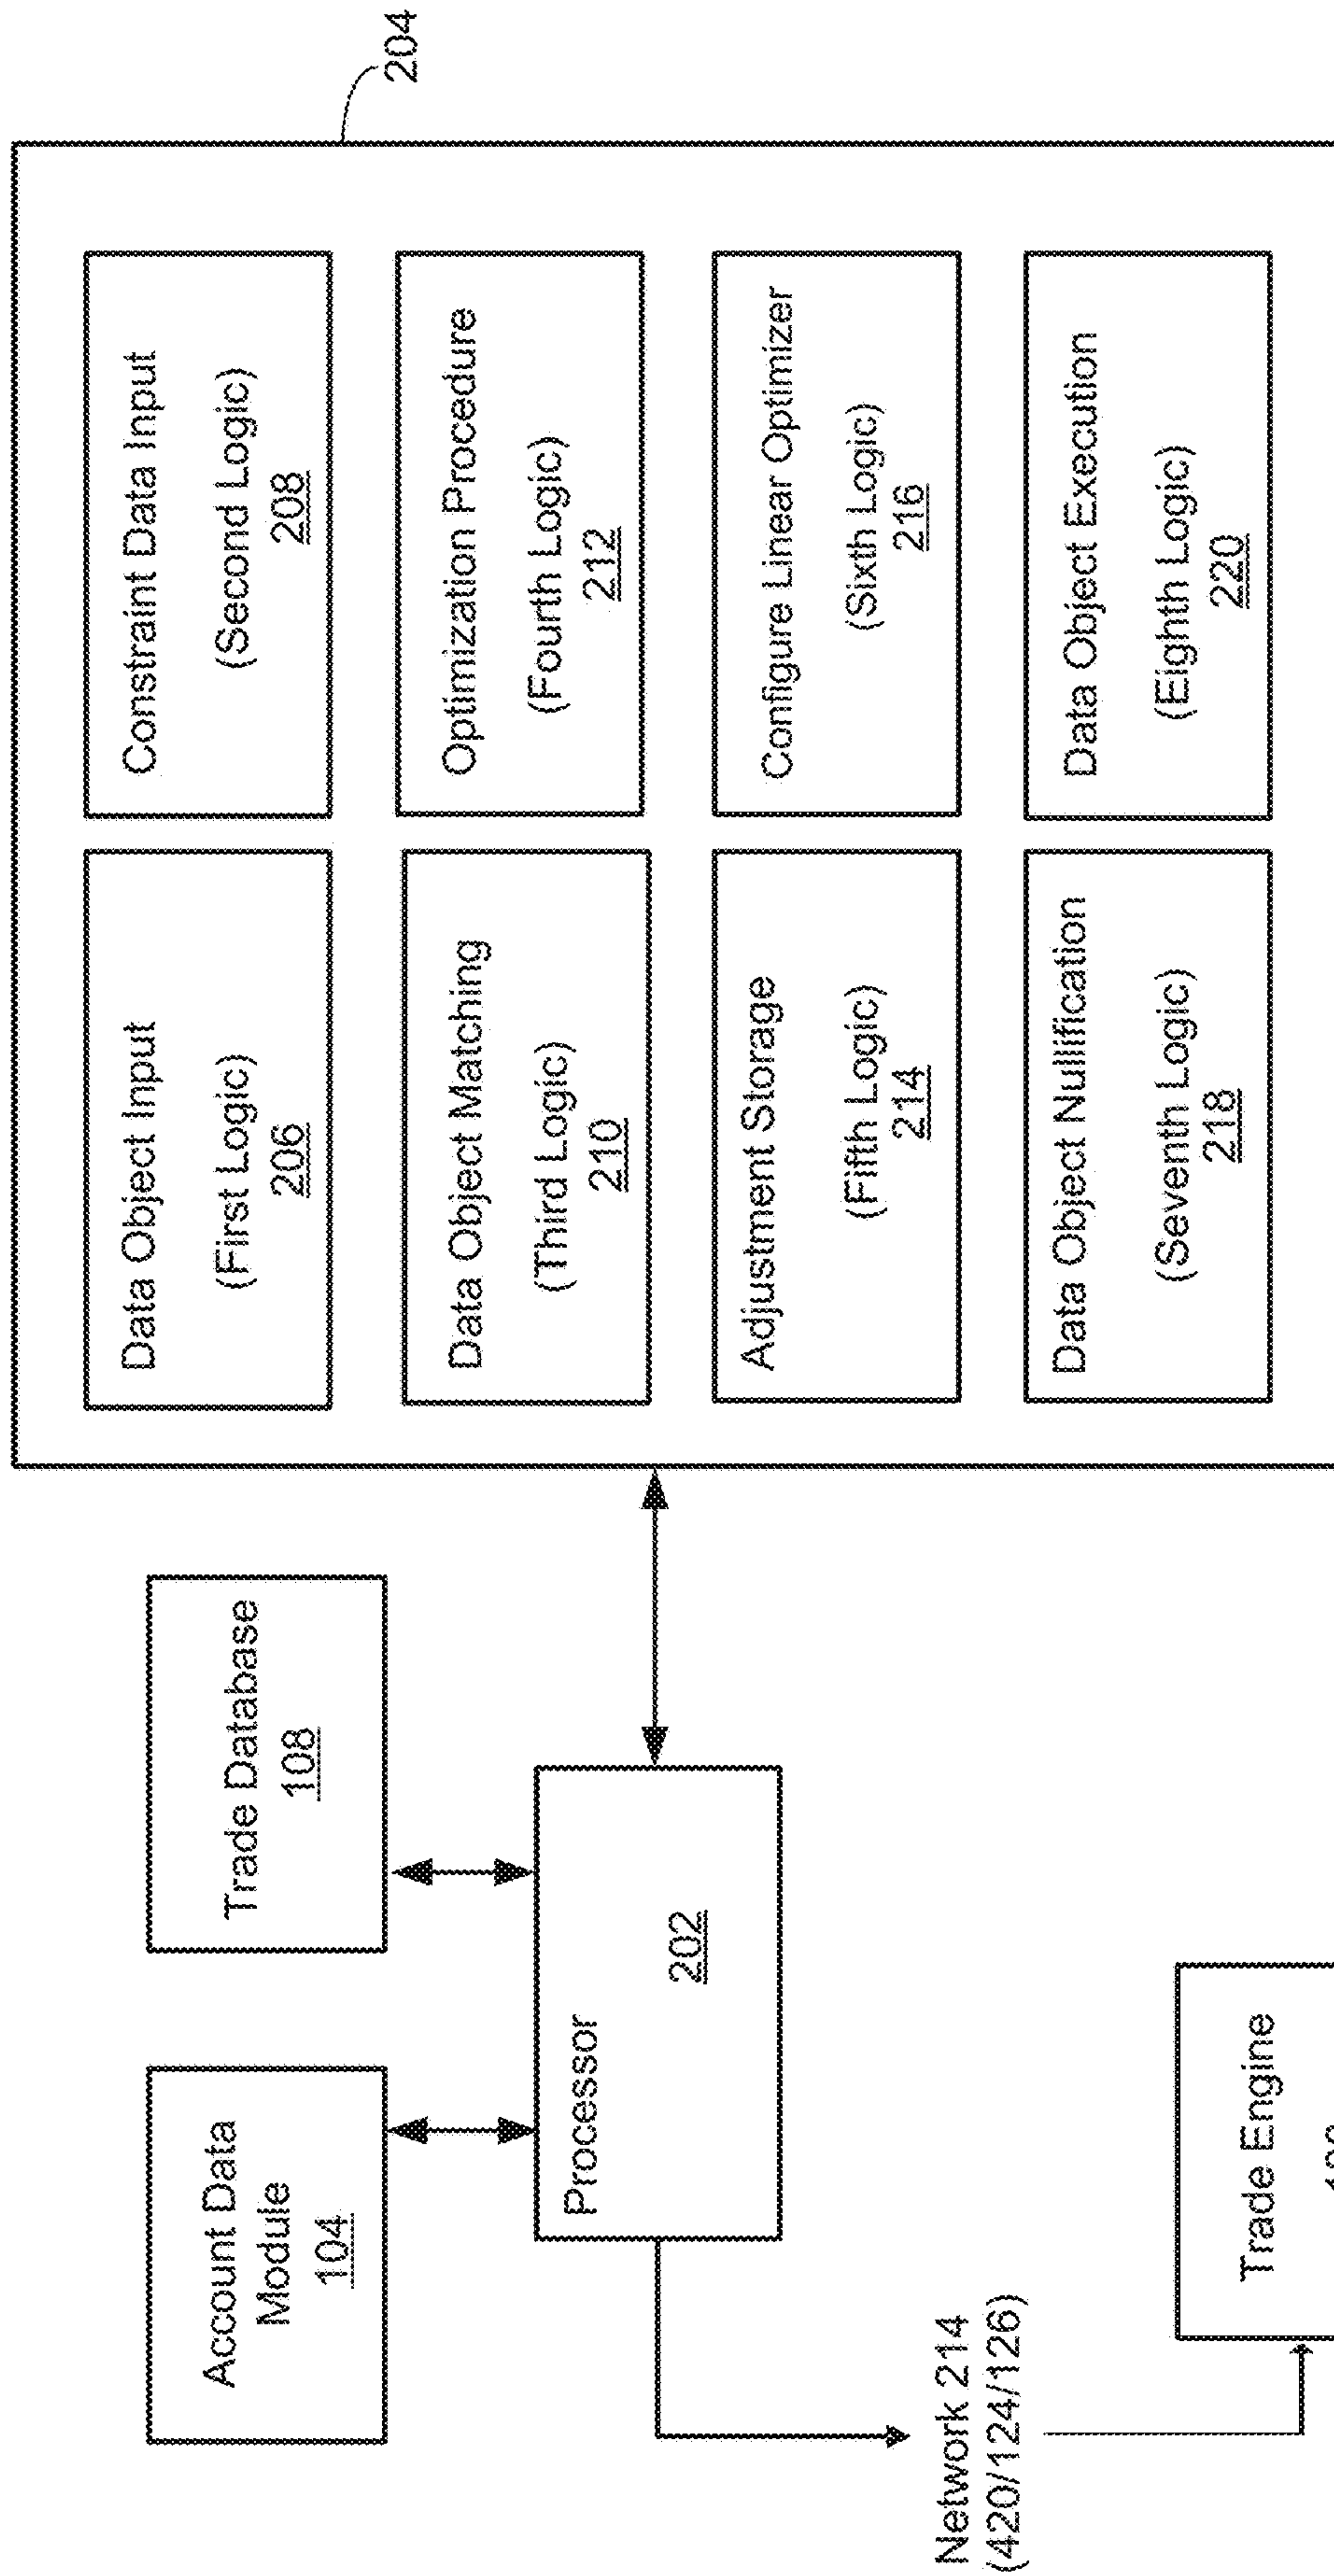 Account Data
Module
104
Trade Database
108
Processor
202
Network 214
(420/124/126)
Trade Engine
204
Data Object Input
(First Logic)
206
Constraint Data Input
(Second Logic)
208
Data Object Matching
(Third Logic)
210
Optimization Procedure
(Fourth Logic)
212
Adjustment Storage
(Fifth Logic)
214
Configure Linear Optimizer
(Sixth Logic)
216
Data Object Nullification
(Seventh Logic)
218
Data Object Execution
(Eighth Logic)
220